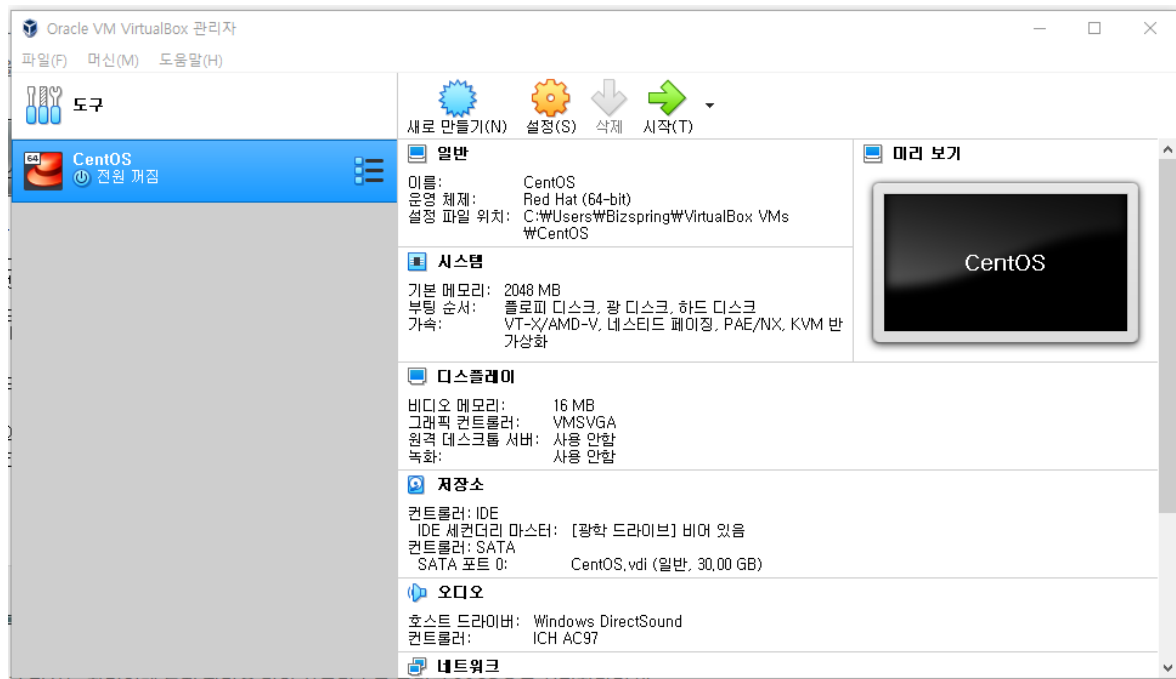 Oracle VM VirtualBox 관리자
파일(F) 머신(M) 도움말(H)
도구
새로 만들기(N) 설정(S) 삭제 시작(T)
64
CentOS
전원 꺼짐
일반
이름: CentOS
운영 체제: Red Hat (64-bit)
설정 파일 위치: C:₩Users₩Bizspring₩VirtualBox VMs
₩CentOS
미리 보기
CentOS
시스템
기본 메모리: 2048 MB
부팅 순서: 플로피 디스크, 광 디스크, 하드 디스크
가속: VT-X/AMD-V, 네스티드 페이징, PAE/NX, KVM 반
가상화
디스플레이
비디오 메모리: 16 MB
그래픽 컨트롤러: VMSVGA
원격 데스크톱 서버: 사용 안함
녹화: 사용 안함
저장소
컨트롤러: IDE
IDE 세컨더리 마스터: [광학 드라이브] 비어 있음
컨트롤러: SATA
SATA 포트 0: CentOS.vdi (일반, 30.00 GB)
오디오
호스트 드라이버: Windows DirectSound
컨트롤러: ICH AC97
네트워크